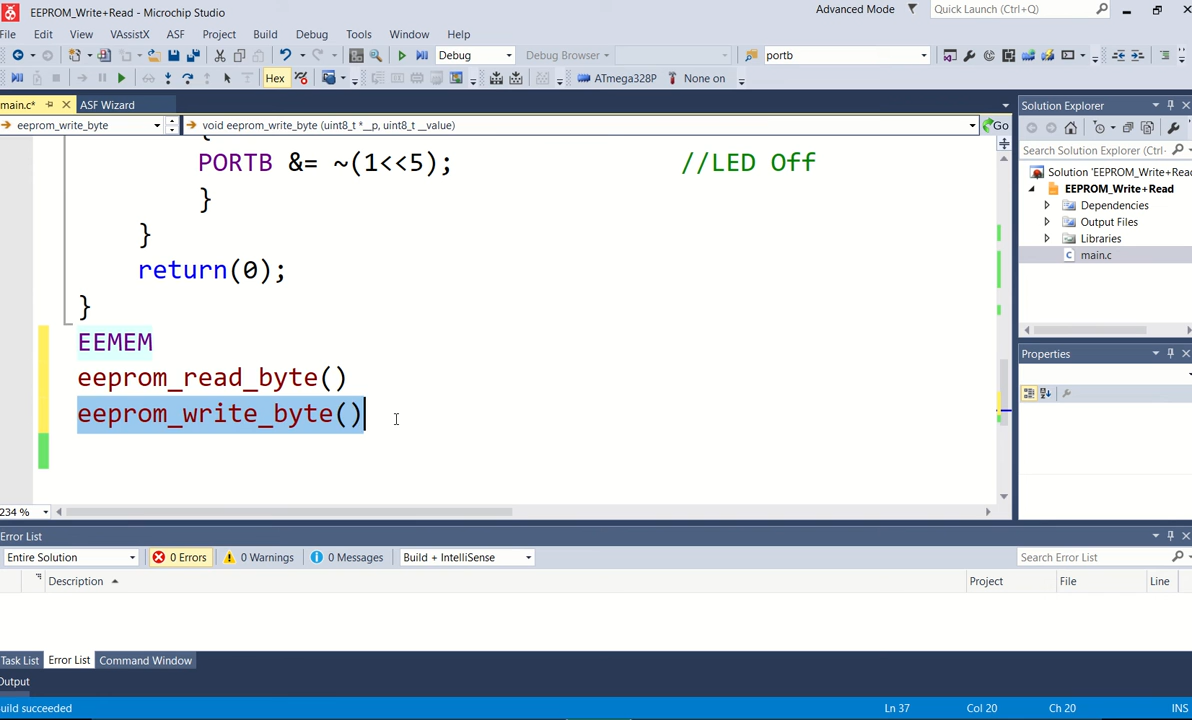 EEPROM_Write+Read - Microchip Studio
Advanced Mode
Quick Launch (Ctrl+Q)
File Edit View VAssistX ASF Project Build Debug Tools Window Help
Debug
Debug Browser
portb
Hex
ATmega328P
None on
main.c*
ASF Wizard
eeprom_write_byte
void eeprom_write_byte (uint8_t *__p, uint8_t __value)
Go
{
PORTB &= ~(1<<5); //LED Off
}
}
return(0);
}
EEMEM
eeprom_read_byte()
eeprom_write_byte()
234 %
Solution Explorer
Search Solution Explorer (Ctrl-
Solution 'EEPROM_Write+Read'
EEPROM_Write+Read
Dependencies
Output Files
Libraries
main.c
Properties
Error List
Entire Solution
0 Errors
0 Warnings
0 Messages
Build + IntelliSense
Search Error List
Description
Project
File
Line
Task List
Error List
Command Window
Output
uild succeeded
Ln 37
Col 20
Ch 20
INS